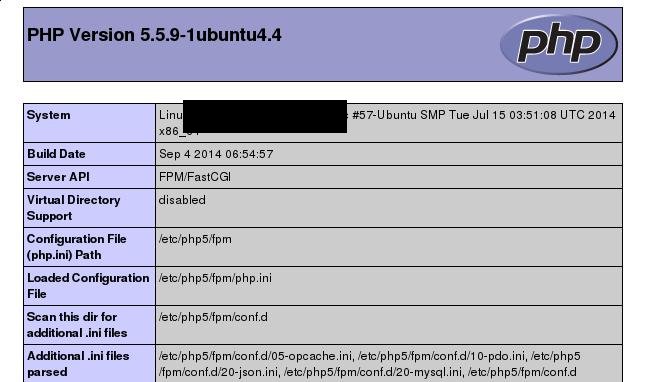 PHP Version 5.5.9-1ubuntu4.4
php
System
Linu #57-Ubuntu SMP Tue Jul 15 03:51:08 UTC 2014
Build Date
Sep 4 2014 06:54:57
Server API
FPM/FastCGI
Virtual Directory
Support
disabled
Configuration File
(php.ini) Path
/etc/php5/fpm
Loaded Configuration
File
/etc/php5/fpm/php.ini
Scan this dir for
additional .ini files
/etc/php5/fpm/conf.d
Additional .ini files
parsed
/etc/php5/fpm/conf.d/05-opcache.ini, /etc/php5/fpm/conf.d/10-pdo.ini, /etc/php5
/fpm/conf.d/20-json.ini, /etc/php5/fpm/conf.d/20-mysql.ini, /etc/php5/fpm/conf.d